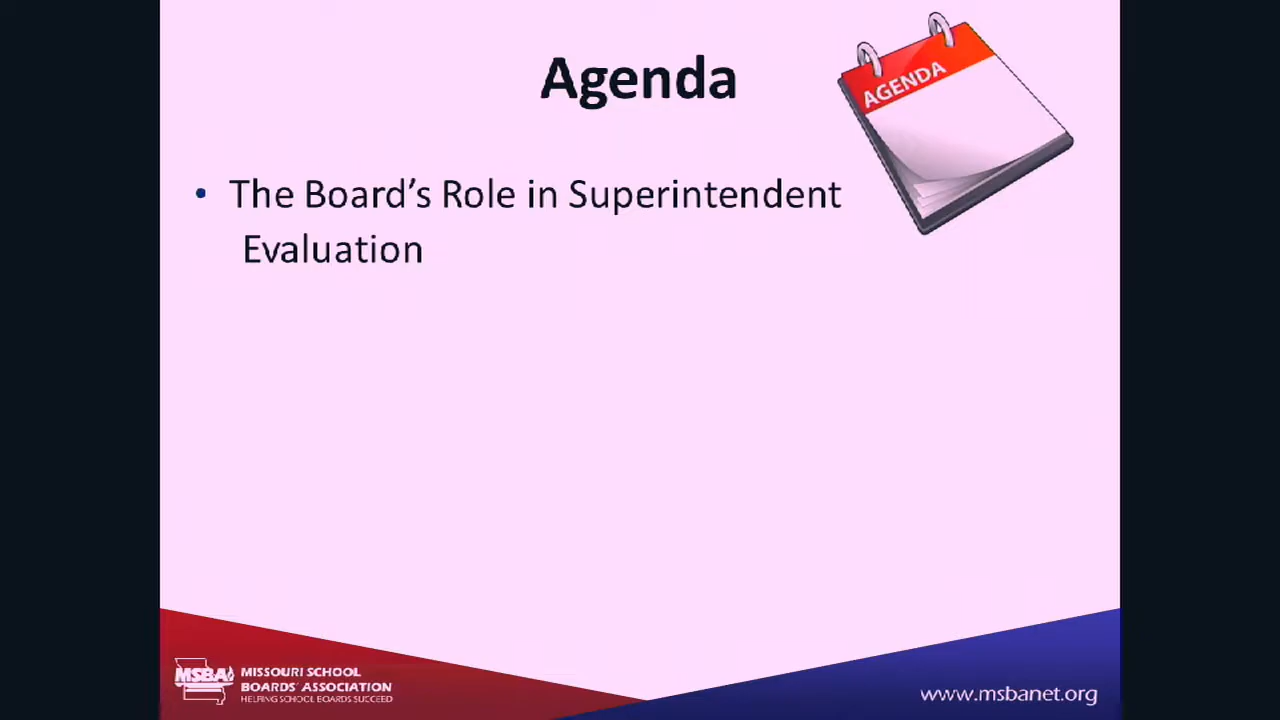 Agenda
AGENDA
• The Board’s Role in Superintendent
Evaluation
MSBA
MISSOURI SCHOOL
BOARDS' ASSOCIATION
HELPING SCHOOL BOARDS SUCCEED
www.msbanet.org